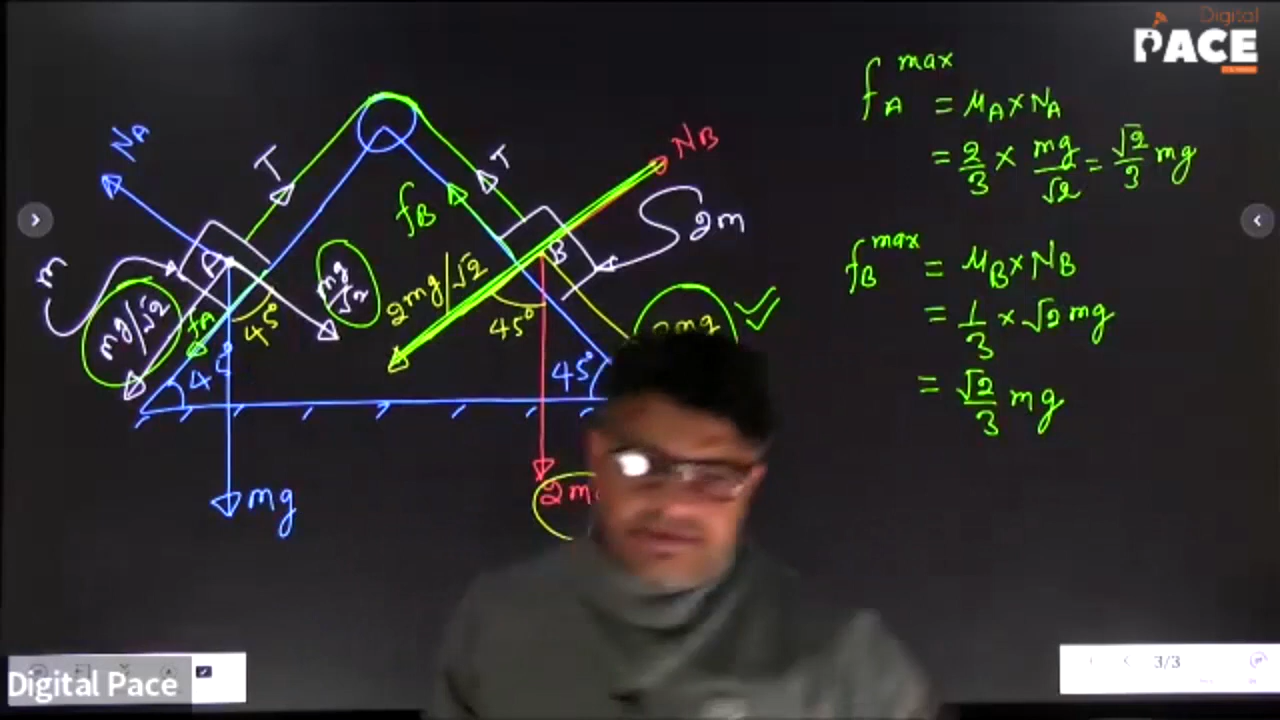 Digital
PACE
f_A^max = μ_A × N_A
= 2/3 × mg/√2 = √2/3 mg
f_B^max = μ_B × N_B
= 1/3 × √2 mg
= √2/3 mg
N_A
T
T
N_B
f_B
2m
m
A
B
mg/√2
mg/√2
2mg/√2
f_A
45°
45°
45°
45°
mg
3/3
Digital Pace